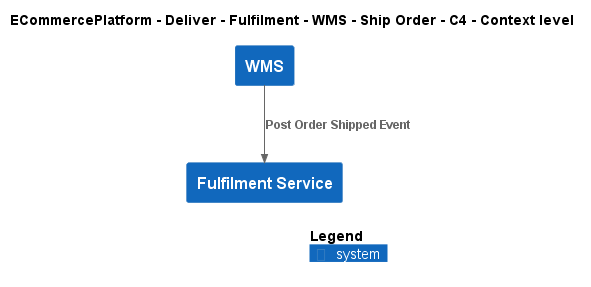 ECommercePlatform - Deliver - Fulfilment - WMS - Ship Order - C4 - Context level
WMS
Post Order Shipped Event
Fulfilment Service
Legend
system